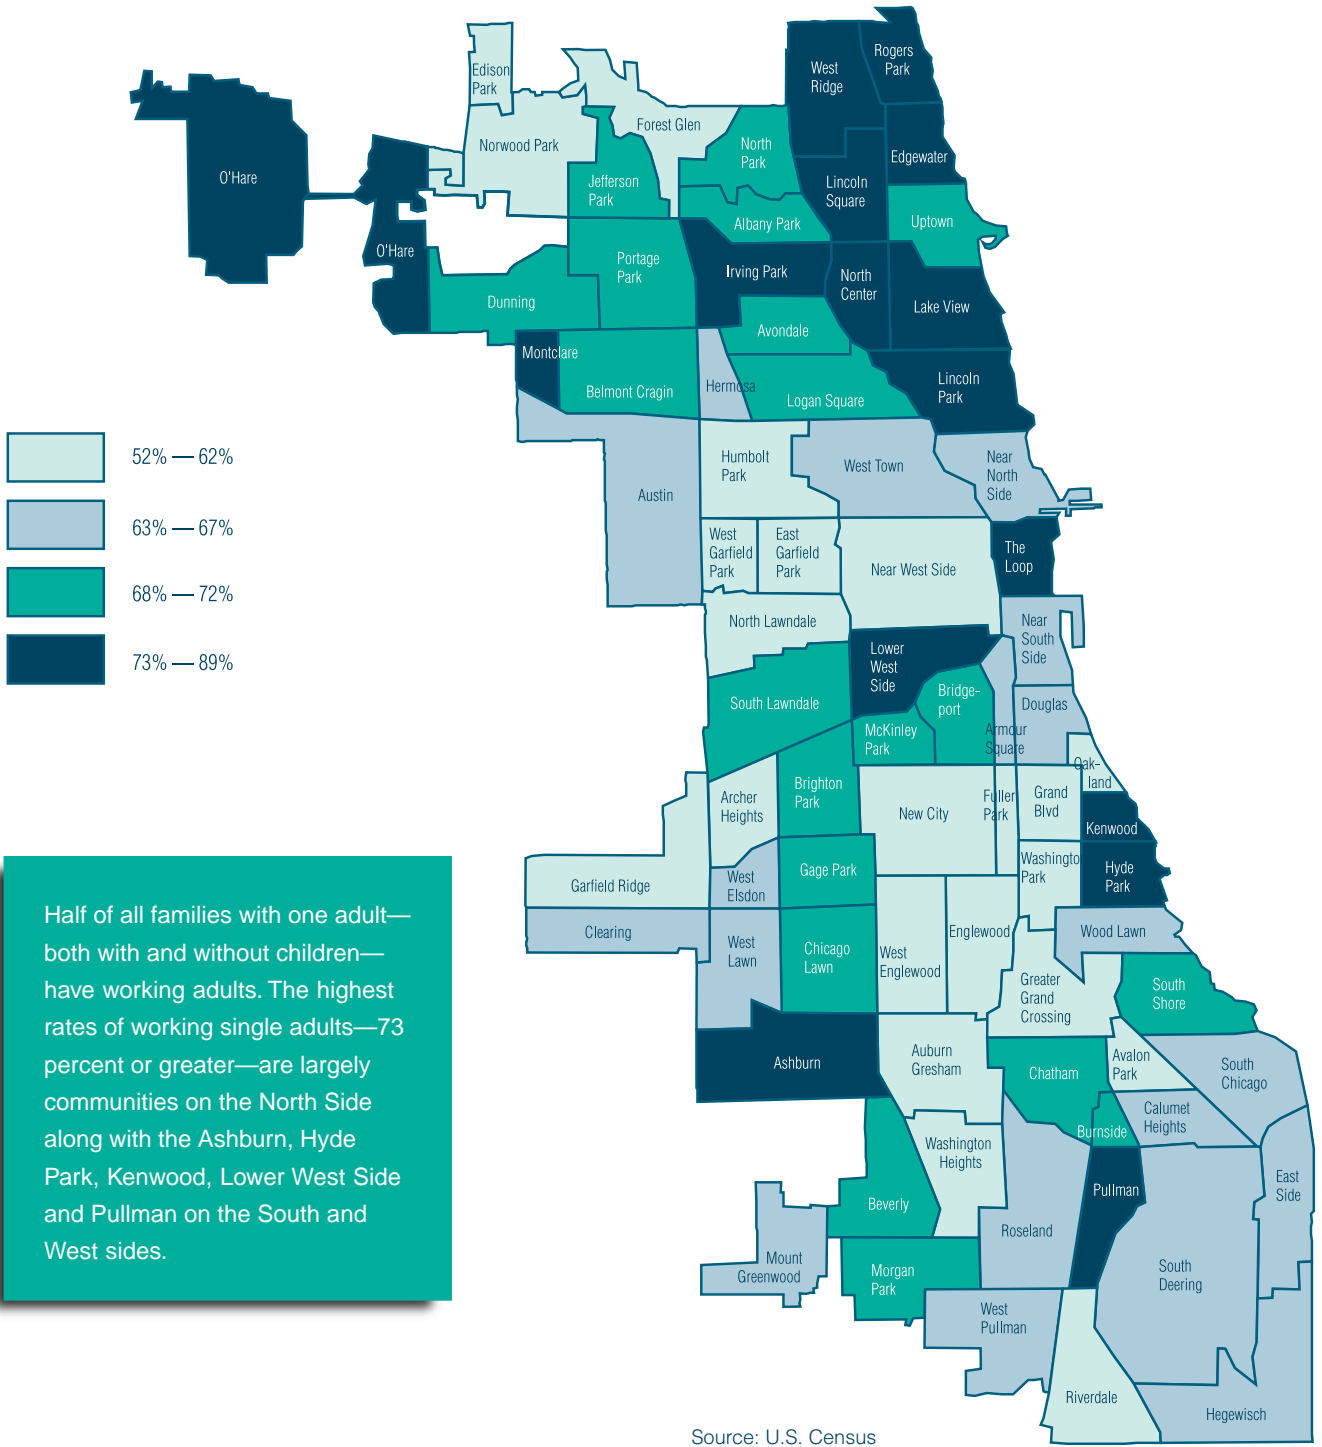 Rogers
Park
West
Ridge
Edison
Park
Forest Glen
Norwood Park
North
Park
Edgewater
O'Hare
Jefferson
Park
Lincoln
Square
Albany Park
Uptown
O'Hare
Portage
Park
Irving Park
North
Center
Dunning
Lake View
Avondale
Montclare
Belmont Cragin
Hermosa
Logan Square
Lincoln
Park
52% — 62%
63% — 67%
68% — 72%
73% — 89%
Humbolt
Park
West Town
Near
North
Side
Austin
West
Garfield
Park
East
Garfield
Park
Near West Side
The
Loop
North Lawndale
Near
South
Side
Lower
West
Side
South Lawndale
Bridge-
port
Douglas
McKinley
Park
Armour
Square
Oak-
land
Archer
Heights
Brighton
Park
New City
Fuller
Park
Grand
Blvd
Kenwood
Washingto
Park
Hyde
Park
Garfield Ridge
West
Elsdon
Gage Park
Clearing
West
Lawn
Chicago
Lawn
West
Englewood
Englewood
Wood Lawn
Greater
Grand
Crossing
South
Shore
Ashburn
Auburn
Gresham
Chatham
Avalon
Park
South
Chicago
Calumet
Heights
Burnside
Washington
Heights
East
Side
Pullman
Beverly
Roseland
Mount
Greenwood
Morgan
Park
South
Deering
West
Pullman
Riverdale
Hegewisch
Half of all families with one adult—
both with and without children—
have working adults. The highest
rates of working single adults—73
percent or greater—are largely
communities on the North Side
along with the Ashburn, Hyde
Park, Kenwood, Lower West Side
and Pullman on the South and
West sides.
Source: U.S. Census